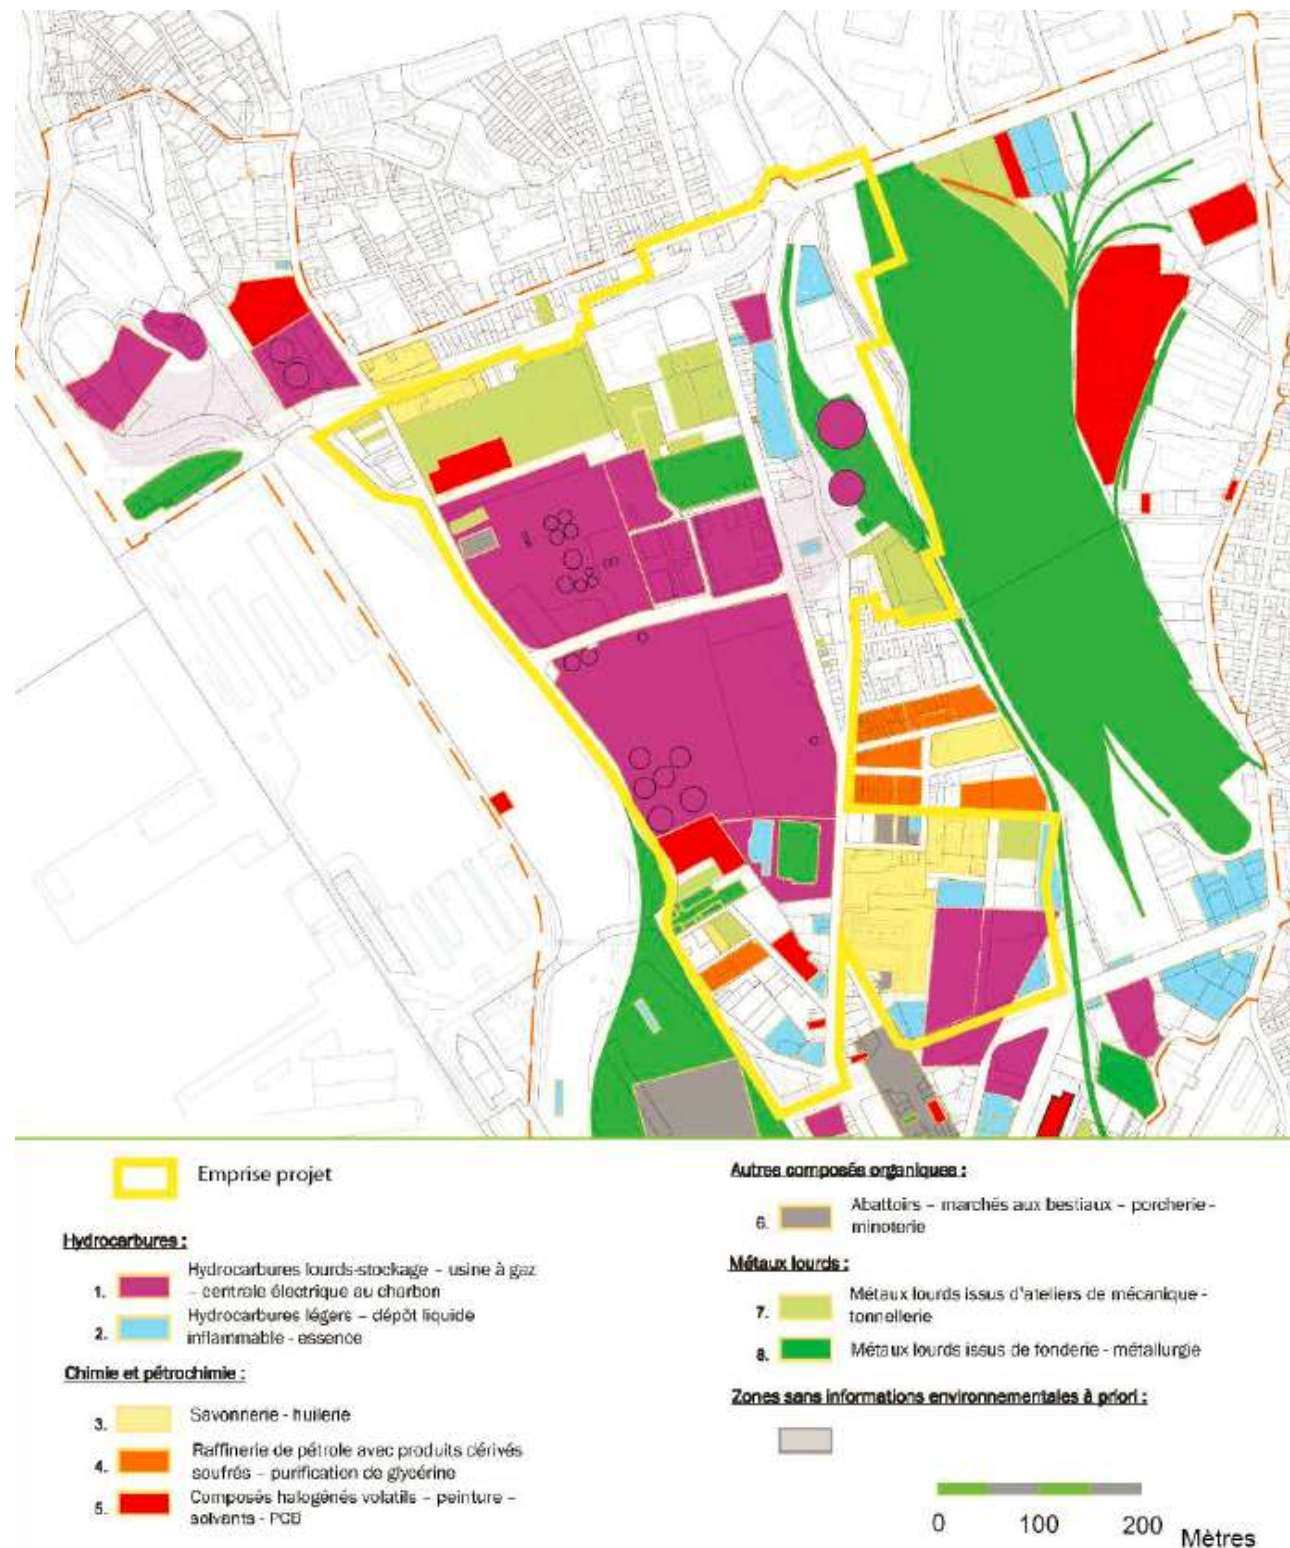 Emprise projet
Hydrocarbures :
1. Hydrocarbures lourds-stockage – usine à gaz
– centrale électrique au charbon
2. Hydrocarbures légers – dépôt liquide
inflammable - essence
Chimie et pétrochimie :
3. Savonnerie - huilerie
4. Raffinerie de pétrole avec produits dérivés
soufrés – purification de glycérine
5. Composés halogénés volatils – peinture –
solvants - PCB
Autres composés organiques :
6. Abattoirs – marchés aux bestiaux – porcherie -
minoterie
Métaux lourds :
7. Métaux lourds issus d'ateliers de mécanique -
tonnellerie
8. Métaux lourds issus de fonderie - métallurgie
Zones sans informations environnementales à priori :
0 100 200 Mètres